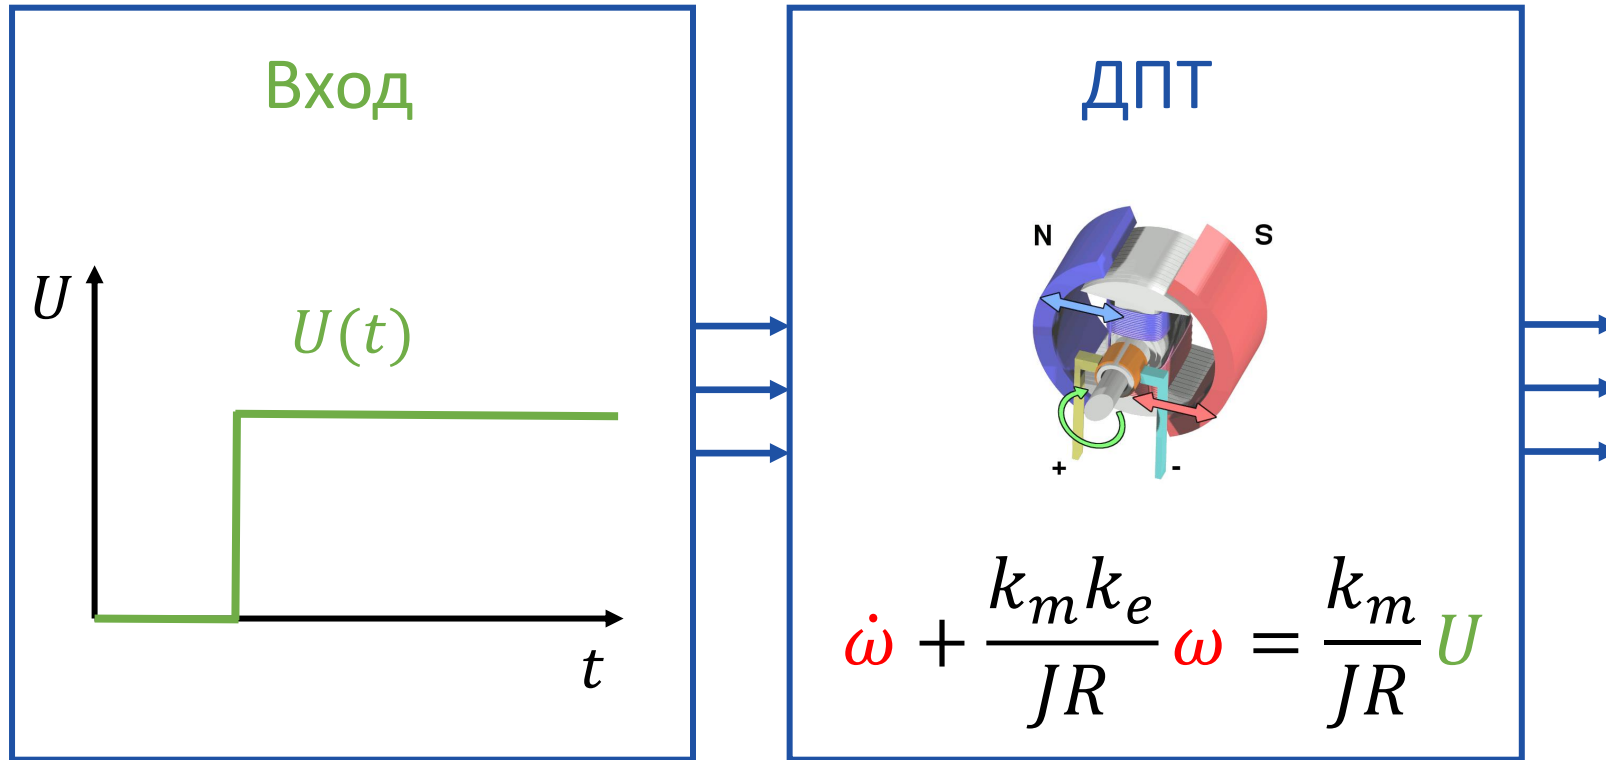 Вход
U
U(t)
t
ДПТ
N
S
+
-
ω̇ + (k_m k_e)/(JR) ω = (k_m)/(JR) U